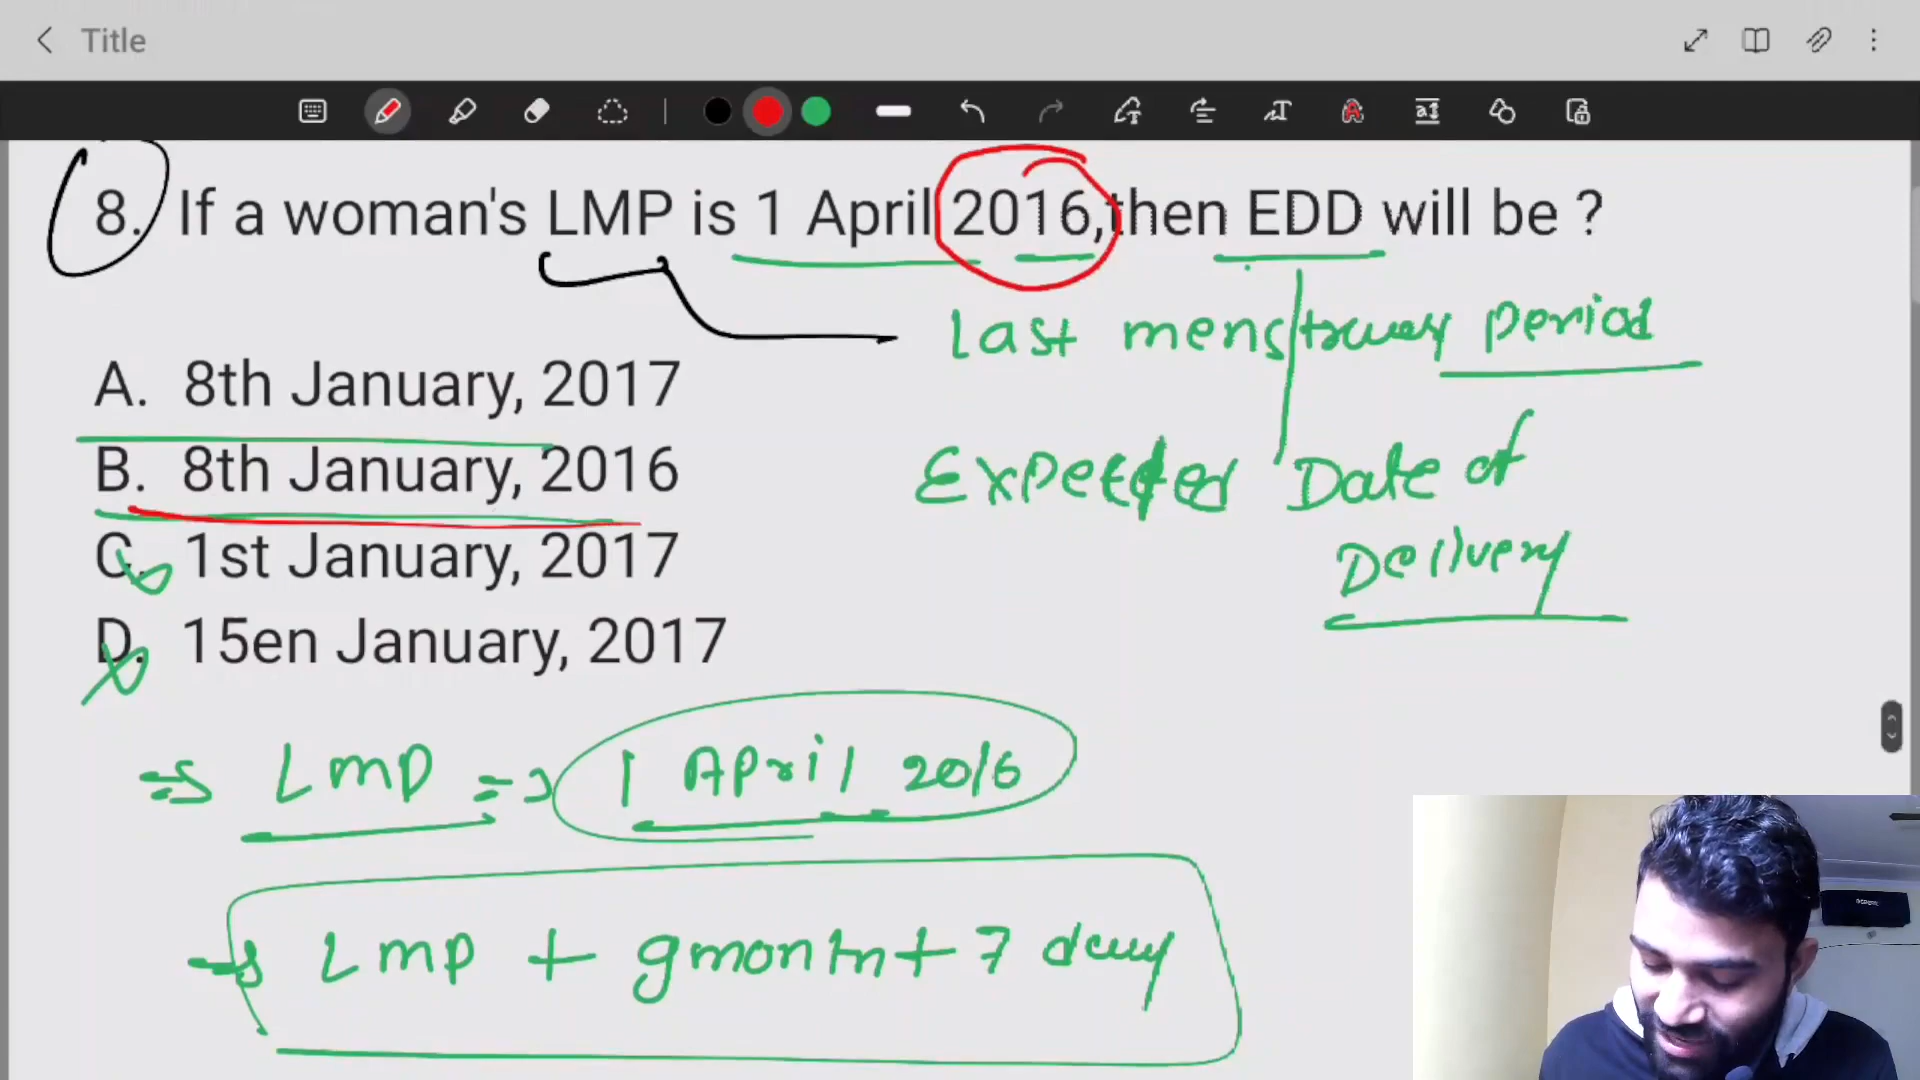 Title
8. If a woman's LMP is 1 April 2016, then EDD will be ?
Last menstruay period
A. 8th January, 2017
B. 8th January, 2016
Expected Date of
Delivery
C. 1st January, 2017
D. 15en January, 2017
⇒ Lmp ⇒ 1 April 2016
→ Lmp + 9month + 7 day